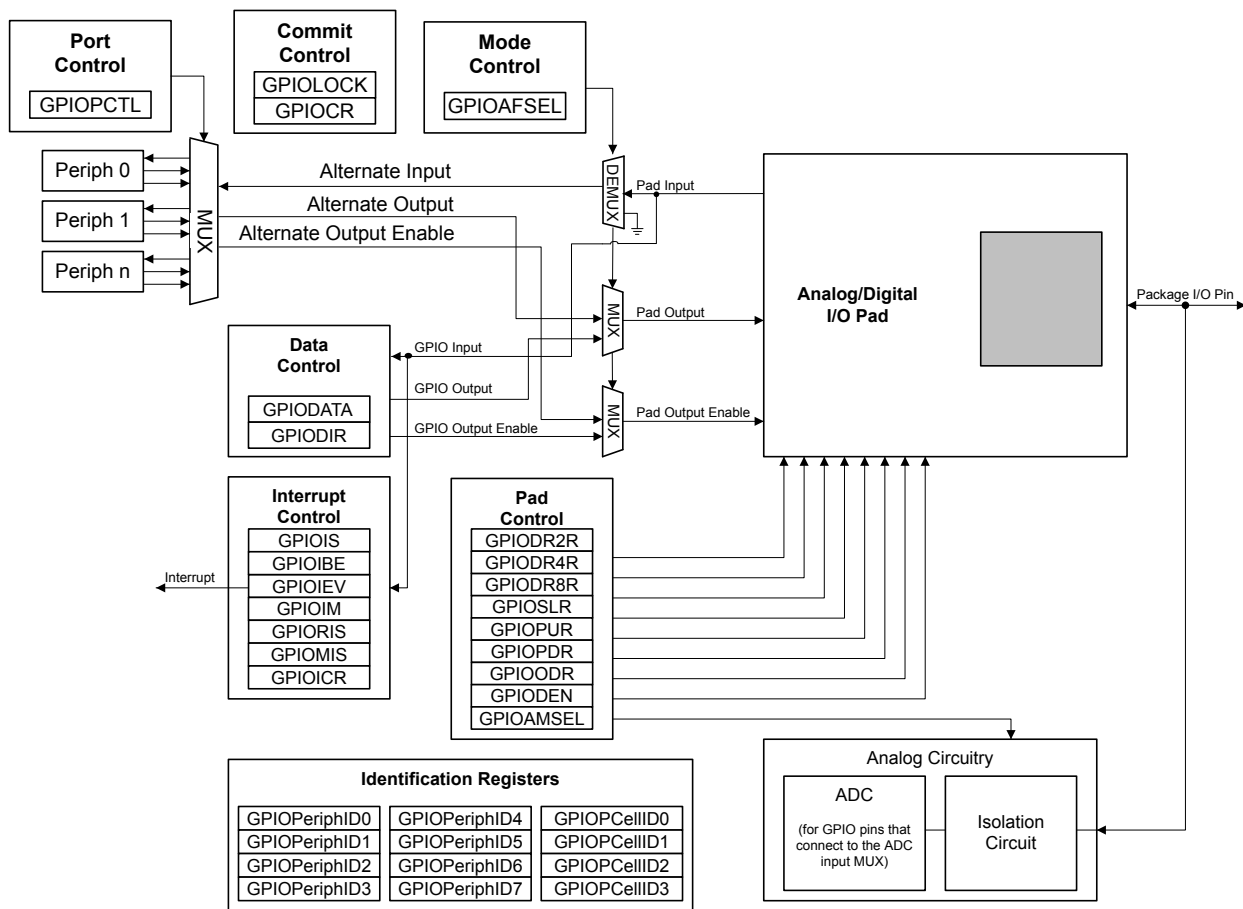 Port
Control
GPIOPCTL
Commit
Control
GPIOLOCK
GPIOCR
Mode
Control
GPIOAFSEL
Periph 0
Periph 1
Periph n
MUX
Alternate Input
Alternate Output
Alternate Output Enable
DEMUX
Pad Input
MUX
Pad Output
MUX
Pad Output Enable
Analog/Digital
I/O Pad
Package I/O Pin
Data
Control
GPIODATA
GPIODIR
GPIO Input
GPIO Output
GPIO Output Enable
Interrupt
Control
GPIOIS
GPIOIBE
GPIOIEV
GPIOIM
GPIORIS
GPIOMIS
GPIOICR
Interrupt
Pad
Control
GPIODR2R
GPIODR4R
GPIODR8R
GPIOSLR
GPIOPUR
GPIOPDR
GPIOODR
GPIODEN
GPIOAMSEL
Analog Circuitry
ADC
(for GPIO pins that
connect to the ADC
input MUX)
Isolation
Circuit
Identification Registers
GPIOPeriphID0
GPIOPeriphID1
GPIOPeriphID2
GPIOPeriphID3
GPIOPeriphID4
GPIOPeriphID5
GPIOPeriphID6
GPIOPeriphID7
GPIOPCellID0
GPIOPCellID1
GPIOPCellID2
GPIOPCellID3